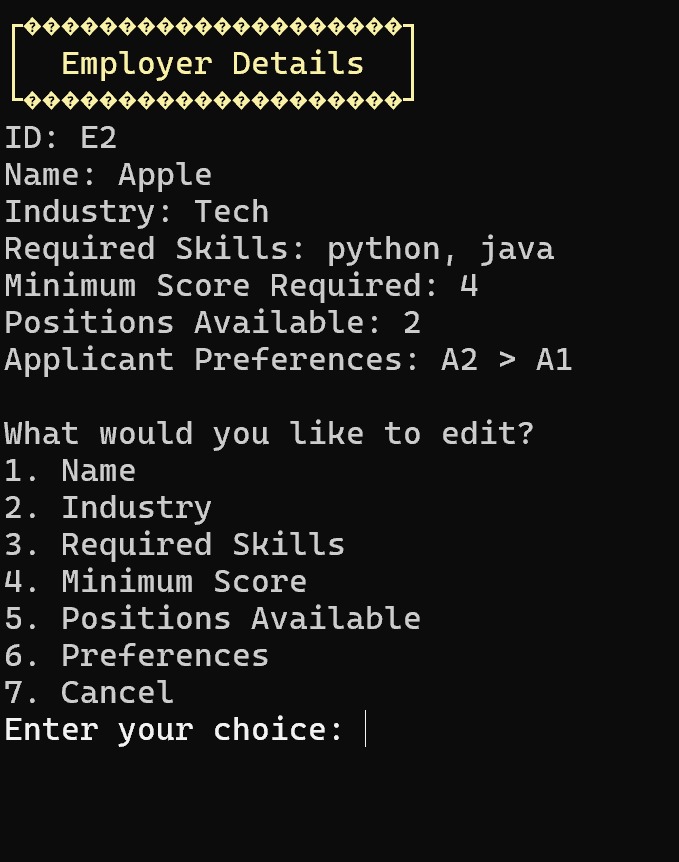 ┌���������������������┐
Employer Details
└���������������������┘
ID: E2
Name: Apple
Industry: Tech
Required Skills: python, java
Minimum Score Required: 4
Positions Available: 2
Applicant Preferences: A2 > A1
What would you like to edit?
1. Name
2. Industry
3. Required Skills
4. Minimum Score
5. Positions Available
6. Preferences
7. Cancel
Enter your choice: